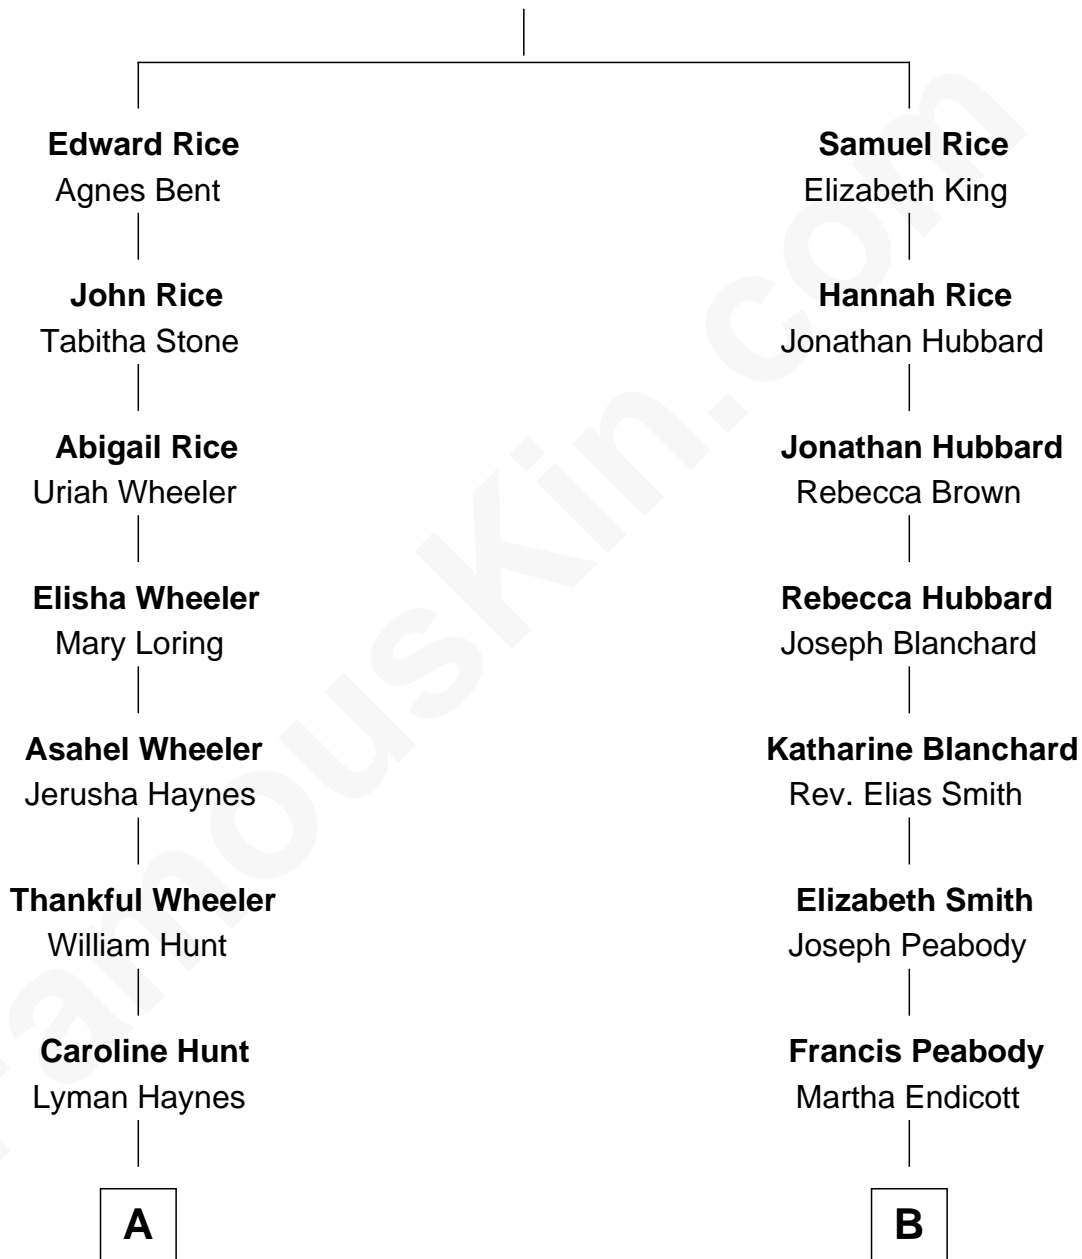 Edward Rice
Agnes Bent
John Rice
Tabitha Stone
Abigail Rice
Uriah Wheeler
Elisha Wheeler
Mary Loring
Asahel Wheeler
Jerusha Haynes
Thankful Wheeler
William Hunt
Caroline Hunt
Lyman Haynes
A
Samuel Rice
Elizabeth King
Hannah Rice
Jonathan Hubbard
Jonathan Hubbard
Rebecca Brown
Rebecca Hubbard
Joseph Blanchard
Katharine Blanchard
Rev. Elias Smith
Elizabeth Smith
Joseph Peabody
Francis Peabody
Martha Endicott
B
FamousKin.com